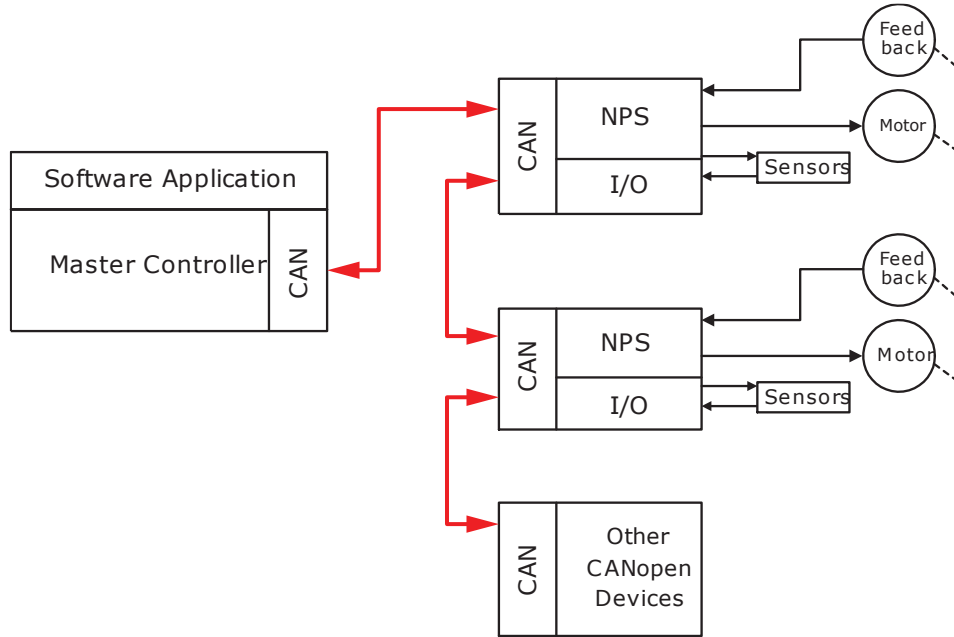 Software Application
Master Controller
CAN
CAN
NPS
I/O
Feed
back
Motor
Sensors
CAN
NPS
I/O
Feed
back
Motor
Sensors
CAN
Other
CANopen
Devices